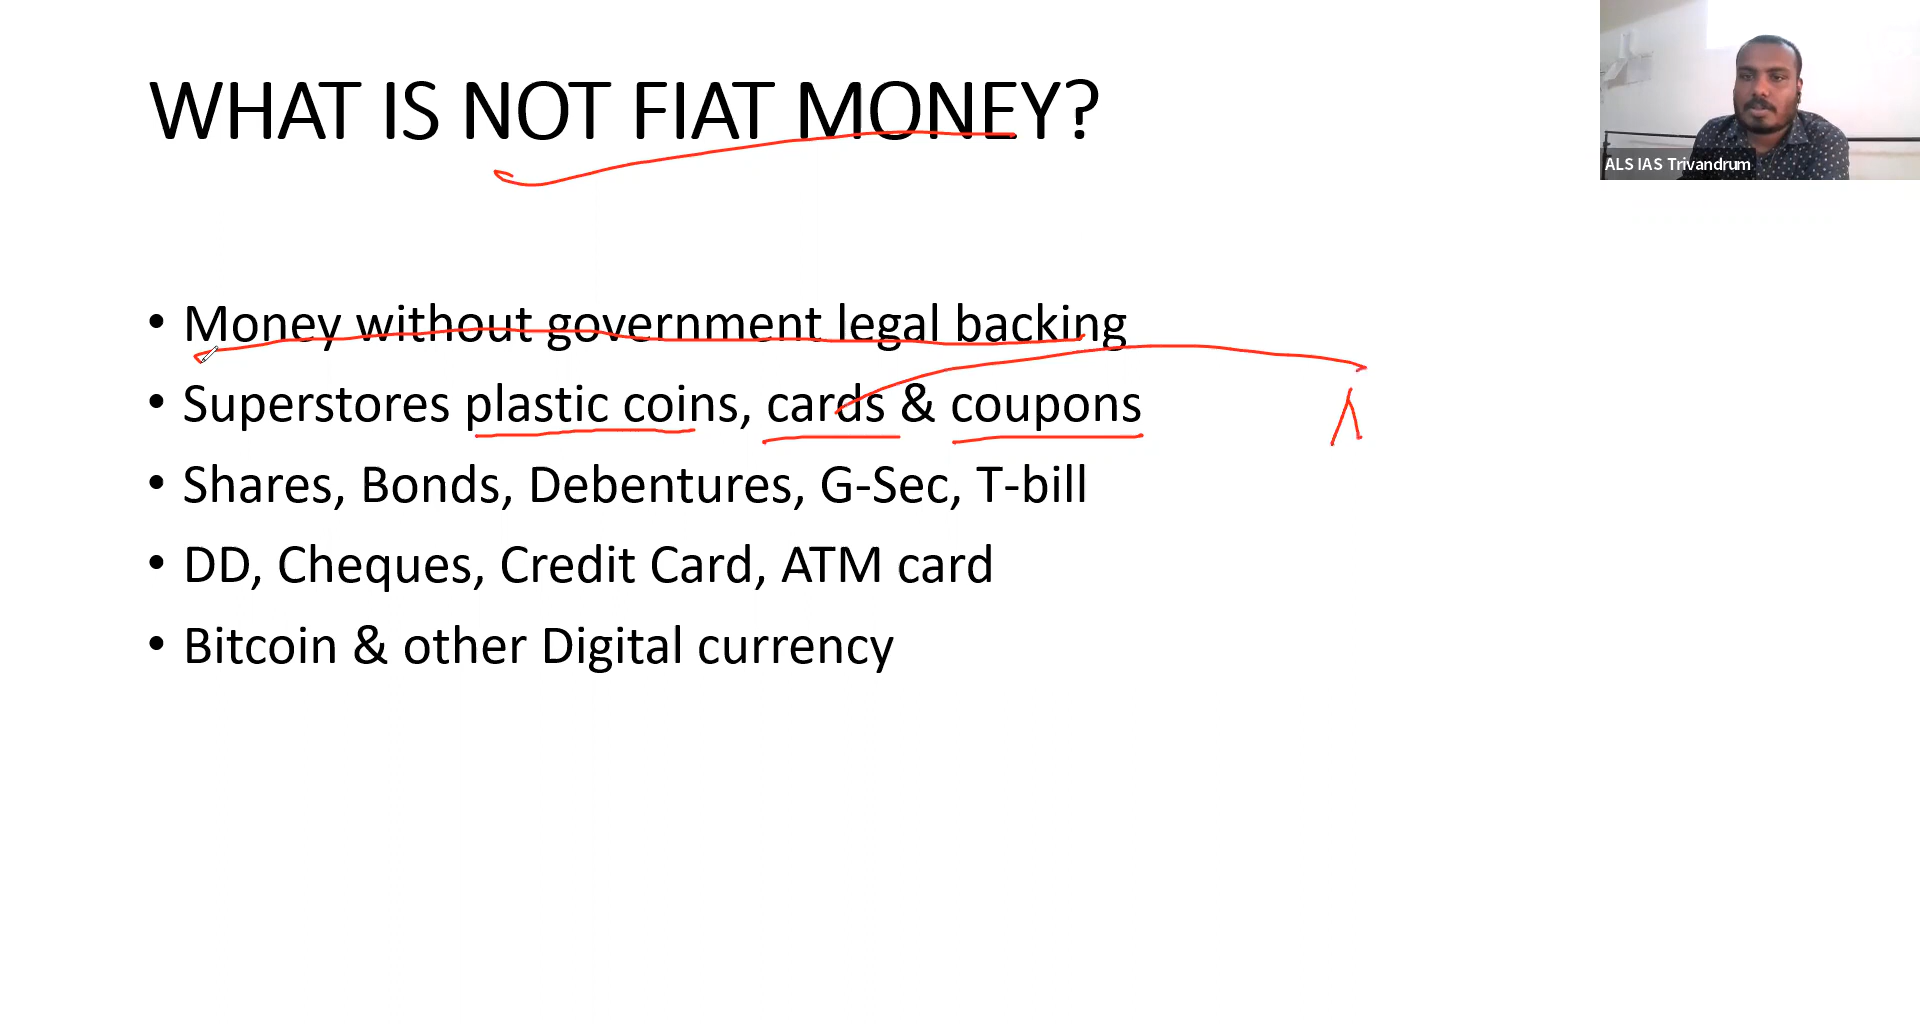 WHAT IS NOT FIAT MONEY?
ALS IAS Trivandrum
• Money without government legal backing
• Superstores plastic coins, cards & coupons
• Shares, Bonds, Debentures, G-Sec, T-bill
• DD, Cheques, Credit Card, ATM card
• Bitcoin & other Digital currency